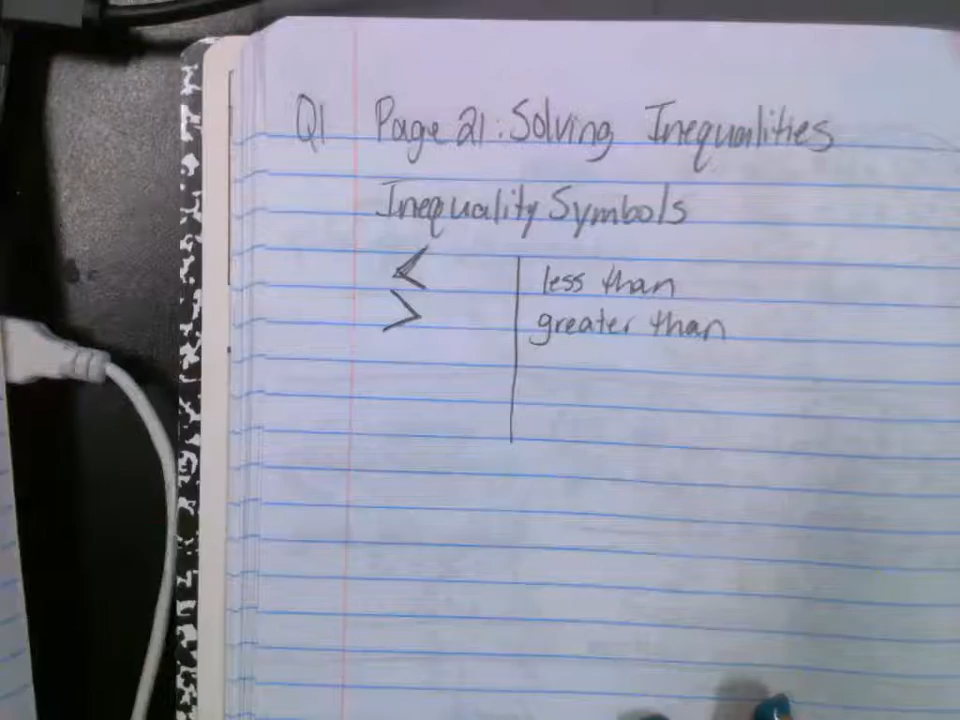 Q1 Page 21: Solving Inequalities
Inequality Symbols
< less than
> greater than